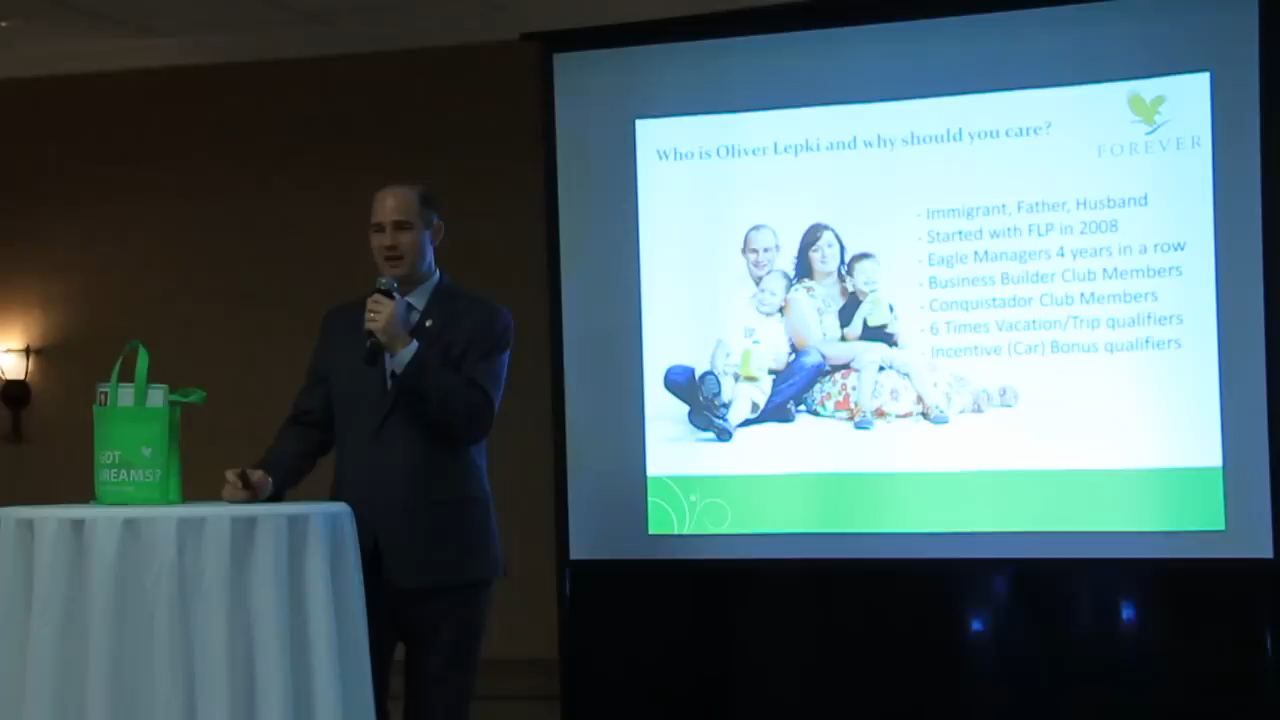 Who is Oliver Lepki and why should you care?
FOREVER
- Immigrant, Father, Husband
- Started with FLP in 2008
- Eagle Managers 4 years in a row
- Business Builder Club Members
- Conquistador Club Members
- 6 Times Vacation/Trip qualifiers
- Incentive (Car) Bonus qualifiers
GOT
DREAMS?